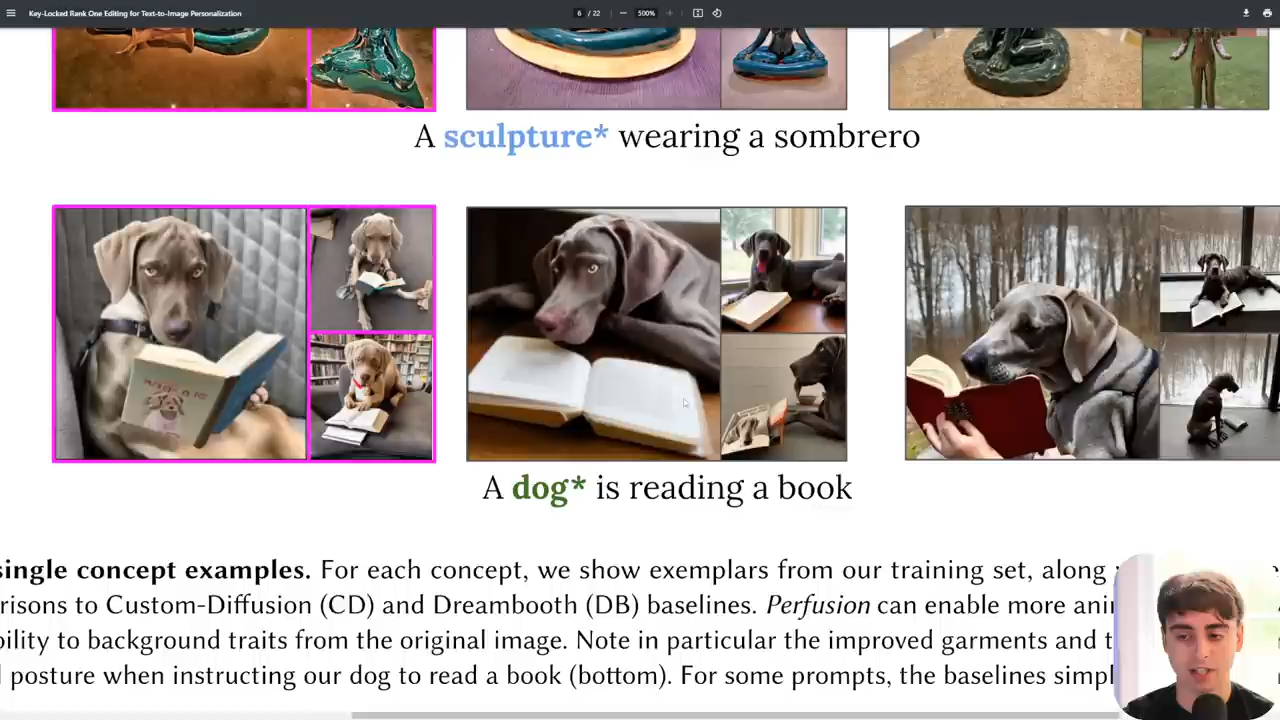 Key-Locked Rank One Editing for Text-to-Image Personalization
6 / 22
500%
A sculpture* wearing a sombrero
A dog* is reading a book
single concept examples. For each concept, we show exemplars from our training set, along
risons to Custom-Diffusion (CD) and Dreambooth (DB) baselines. Perfusion can enable more
bility to background traits from the original image. Note in particular the improved garments and
posture when instructing our dog to read a book (bottom). For some prompts, the baselines